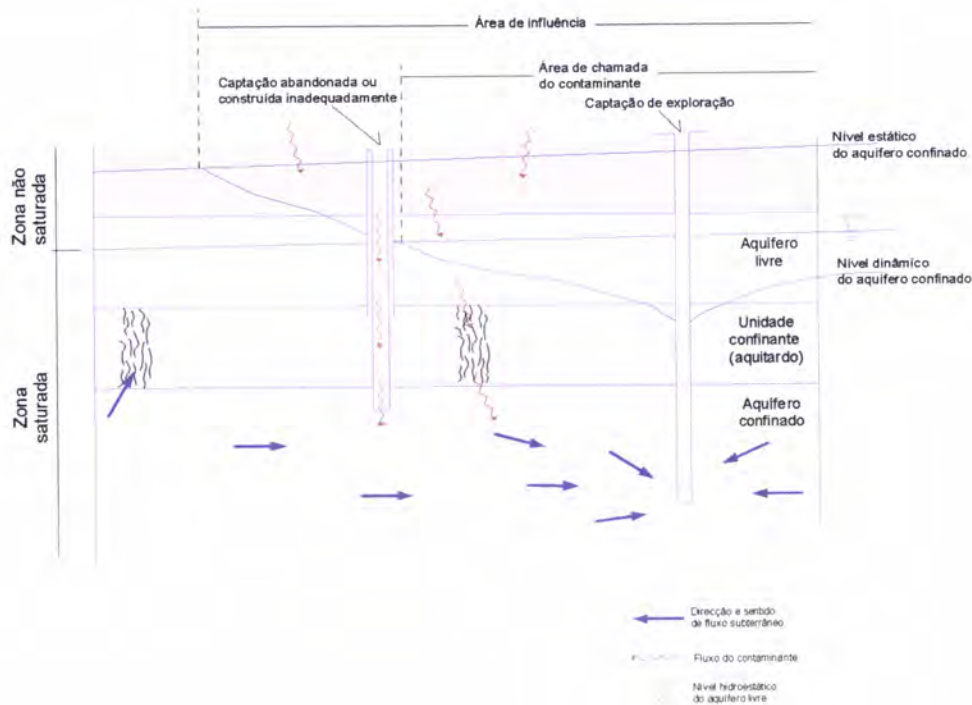 Área de influência
Área de chamada
do contaminante
Captação abandonada ou
construída inadequadamente
Captação de exploração
Nível estático
do aquífero confinado
Zona não
saturada
Aquífero
livre
Nível dinâmico
do aquífero confinado
Unidade
confinante
(aquitardo)
Zona
saturada
Aquífero
confinado
Direcção e sentido
de fluxo subterrâneo
Fluxo do contaminante
Nível hidroestático
do aquífero livre